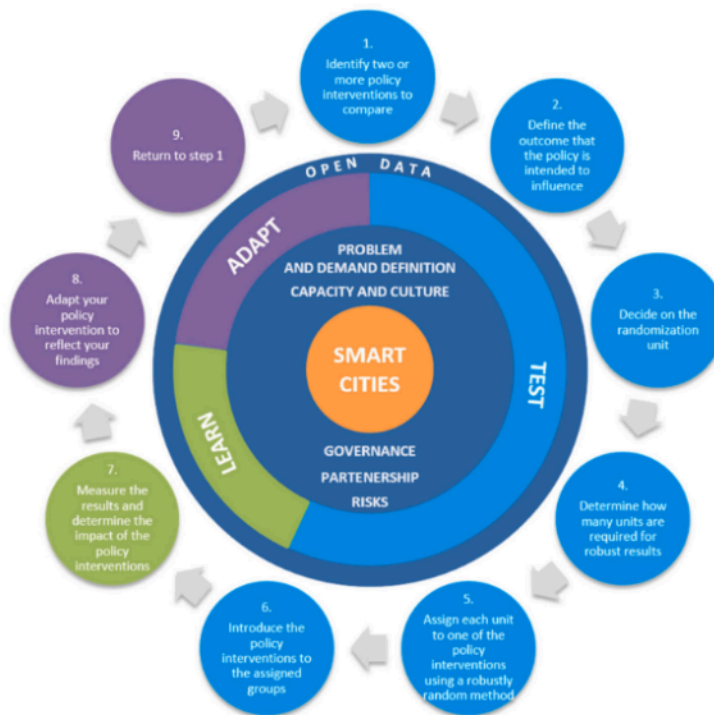 1.
Identify two or
more policy
interventions to
compare
2.
Define the
outcome that
the policy is
intended to
influence
3.
Decide on the
randomization
unit
4.
Determine how
many units are
required for
robust results
5.
Assign each unit
to one of the
policy
interventions
using a robustly
random method
6.
Introduce the
policy
interventions to
the assigned
groups
7.
Measure the
results and
determine the
impact of the
policy
interventions
8.
Adapt your
policy
intervention to
reflect your
findings
9.
Return to step 1
OPEN DATA
ADAPT
TEST
LEARN
PROBLEM
AND DEMAND DEFINITION
CAPACITY AND CULTURE
SMART
CITIES
GOVERNANCE
PARTENERSHIP
RISKS